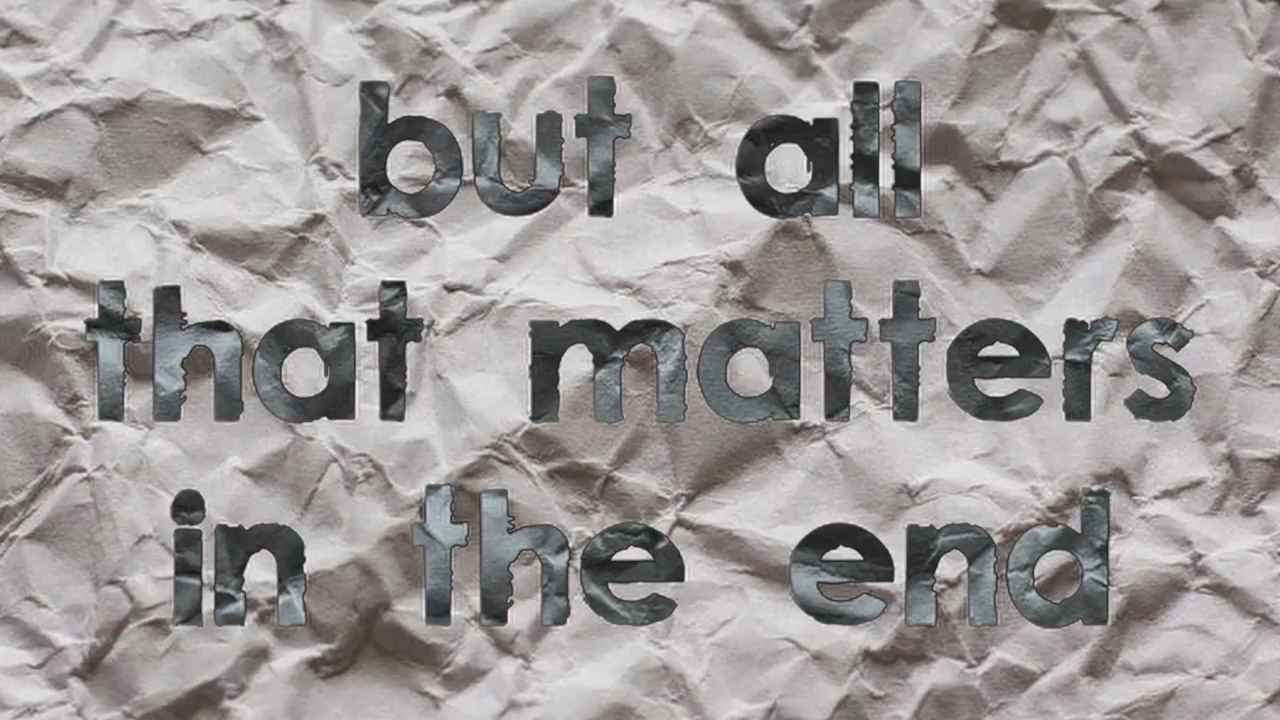 but all
that matters
in the end